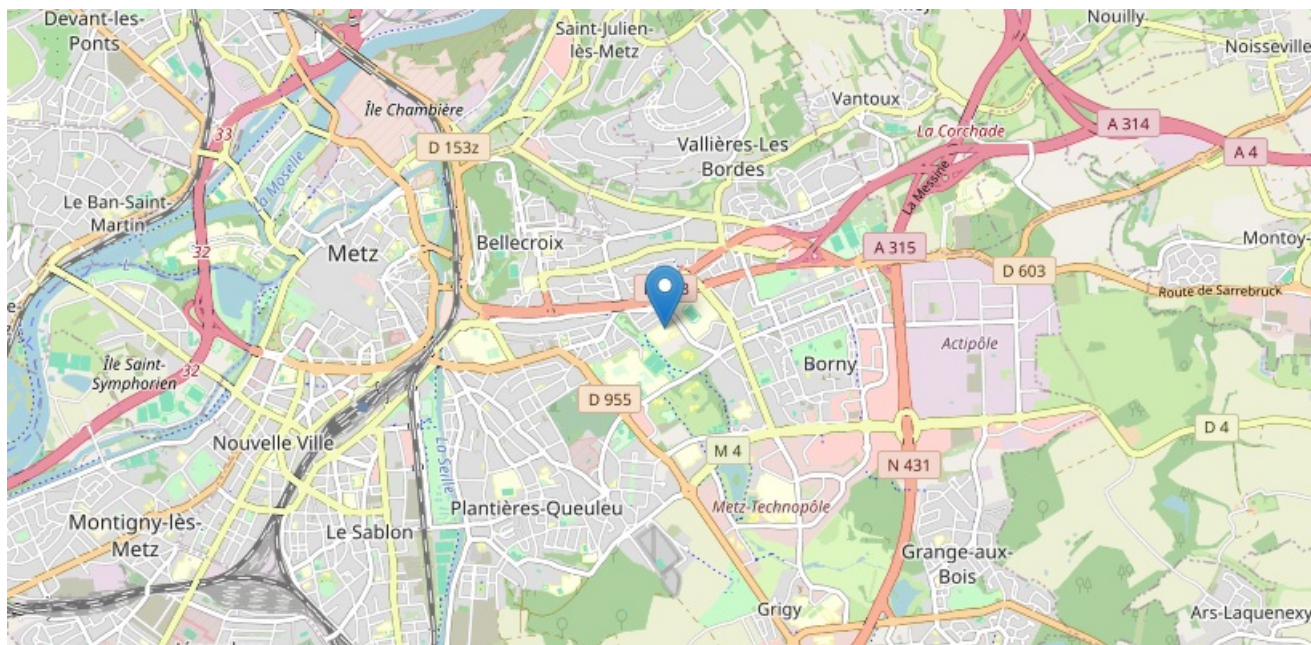 Devant-les-
Ponts
Saint-Julien-
lès-Metz
Nouilly
Noisseville
Île Chambière
Vantoux
33
La Corchade
A 314
D 153z
Vallières-Les
Bordes
A 4
La Moselle
La Messine
Le Ban-Saint-
Martin
32
Metz
Bellecroix
A 315
Montoy-
D 603
Route de Sarrebruck
Île Saint-
Symphorien
32
Actipôle
Borny
D 955
Nouvelle Ville
M 4
D 4
La Seille
N 431
Montigny-lès-
Metz
Le Sablon
Plantières-Queuleu
Metz-Technopôle
Grange-aux-
Bois
Grigy
Ars-Laquenexy